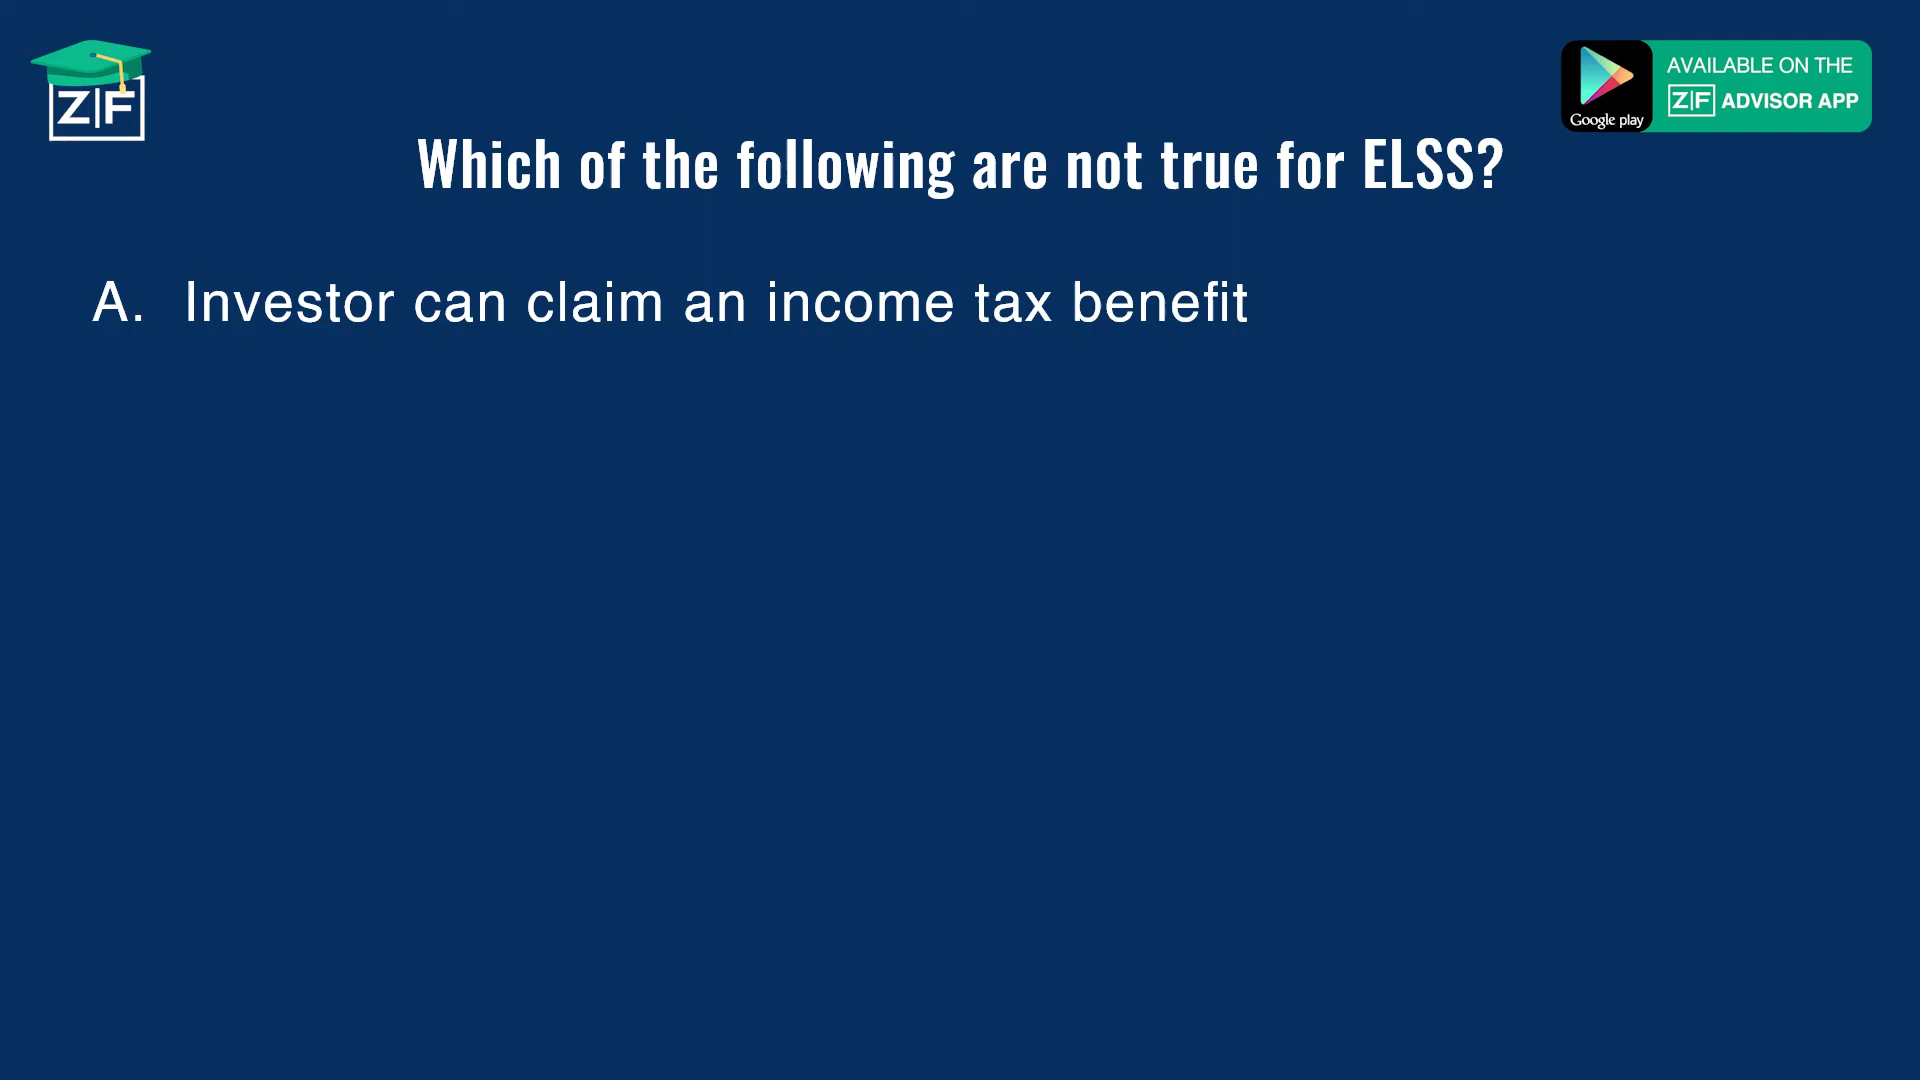 Z|F
Google play
AVAILABLE ON THE
Z|F ADVISOR APP
Which of the following are not true for ELSS?
A. Investor can claim an income tax benefit